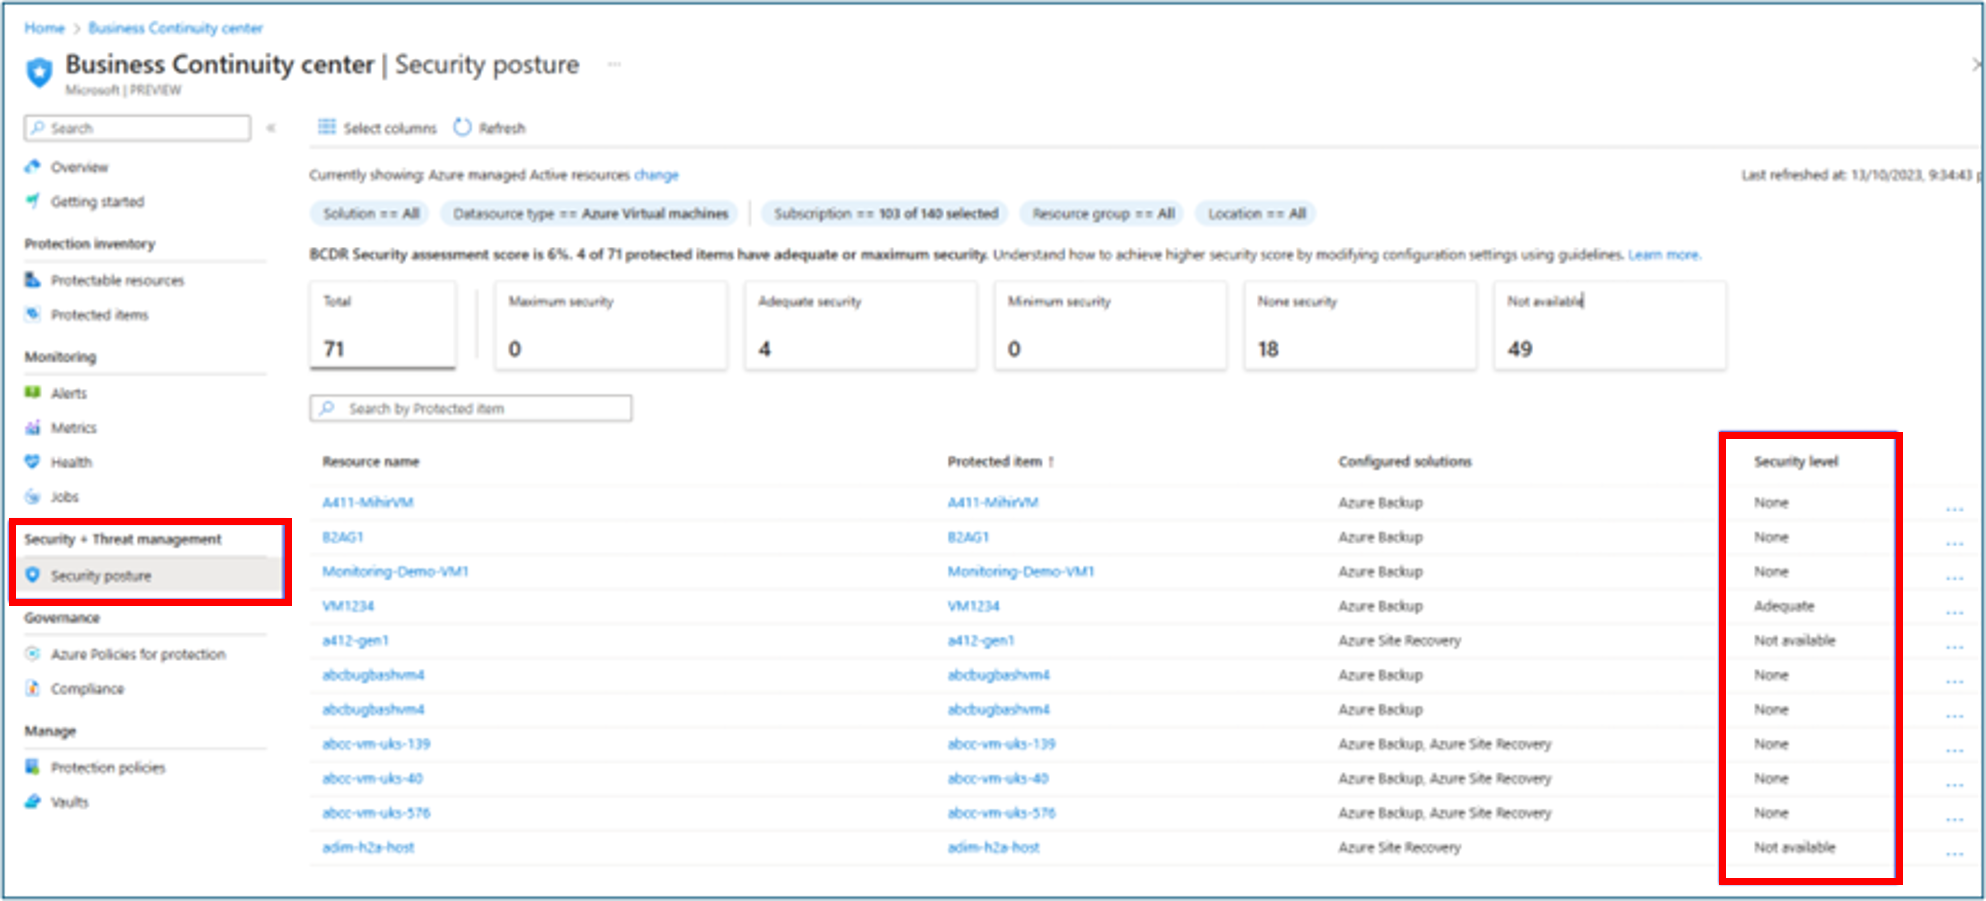 Home > Business Continuity center
Business Continuity center | Security posture ...
Microsoft | PREVIEW
Search «
Overview
Getting started
Protection inventory
Protectable resources
Protected items
Monitoring
Alerts
Metrics
Health
Jobs
Security + Threat management
Security posture
Governance
Azure Policies for protection
Compliance
Manage
Protection policies
Vaults
Select columns Refresh
Currently showing: Azure managed Active resources change
Last refreshed at: 13/10/2023, 9:34:43 p
Solution == All Datasource type == Azure Virtual machines Subscription == 103 of 140 selected Resource group == All Location == All
BCDR Security assessment score is 6%. 4 of 71 protected items have adequate or maximum security. Understand how to achieve higher security score by modifying configuration settings using guidelines. Learn more.
Total Maximum security Adequate security Minimum security None security Not available
71 0 4 0 18 49
Search by Protected item
Resource name Protected item ↑ Configured solutions Security level
A411-MihirVM A411-MihirVM Azure Backup None ...
B2AG1 B2AG1 Azure Backup None ...
Monitoring-Demo-VM1 Monitoring-Demo-VM1 Azure Backup None ...
VM1234 VM1234 Azure Backup Adequate ...
a412-gen1 a412-gen1 Azure Site Recovery Not available ...
abcbugbashvm4 abcbugbashvm4 Azure Backup None ...
abcbugbashvm4 abcbugbashvm4 Azure Backup None ...
abcc-vm-uks-139 abcc-vm-uks-139 Azure Backup, Azure Site Recovery None ...
abcc-vm-uks-40 abcc-vm-uks-40 Azure Backup, Azure Site Recovery None ...
abcc-vm-uks-576 abcc-vm-uks-576 Azure Backup, Azure Site Recovery None ...
adim-h2a-host adim-h2a-host Azure Site Recovery Not available ...